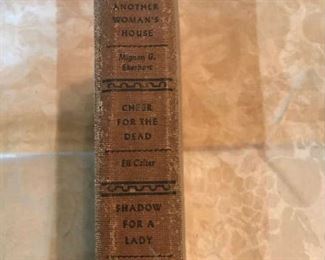 ANOTHER
WOMAN'S
HOUSE
Mignon G.
Eberhart
CHEER
FOR THE
DEAD
Eli Colter
SHADOW
FOR A
LADY